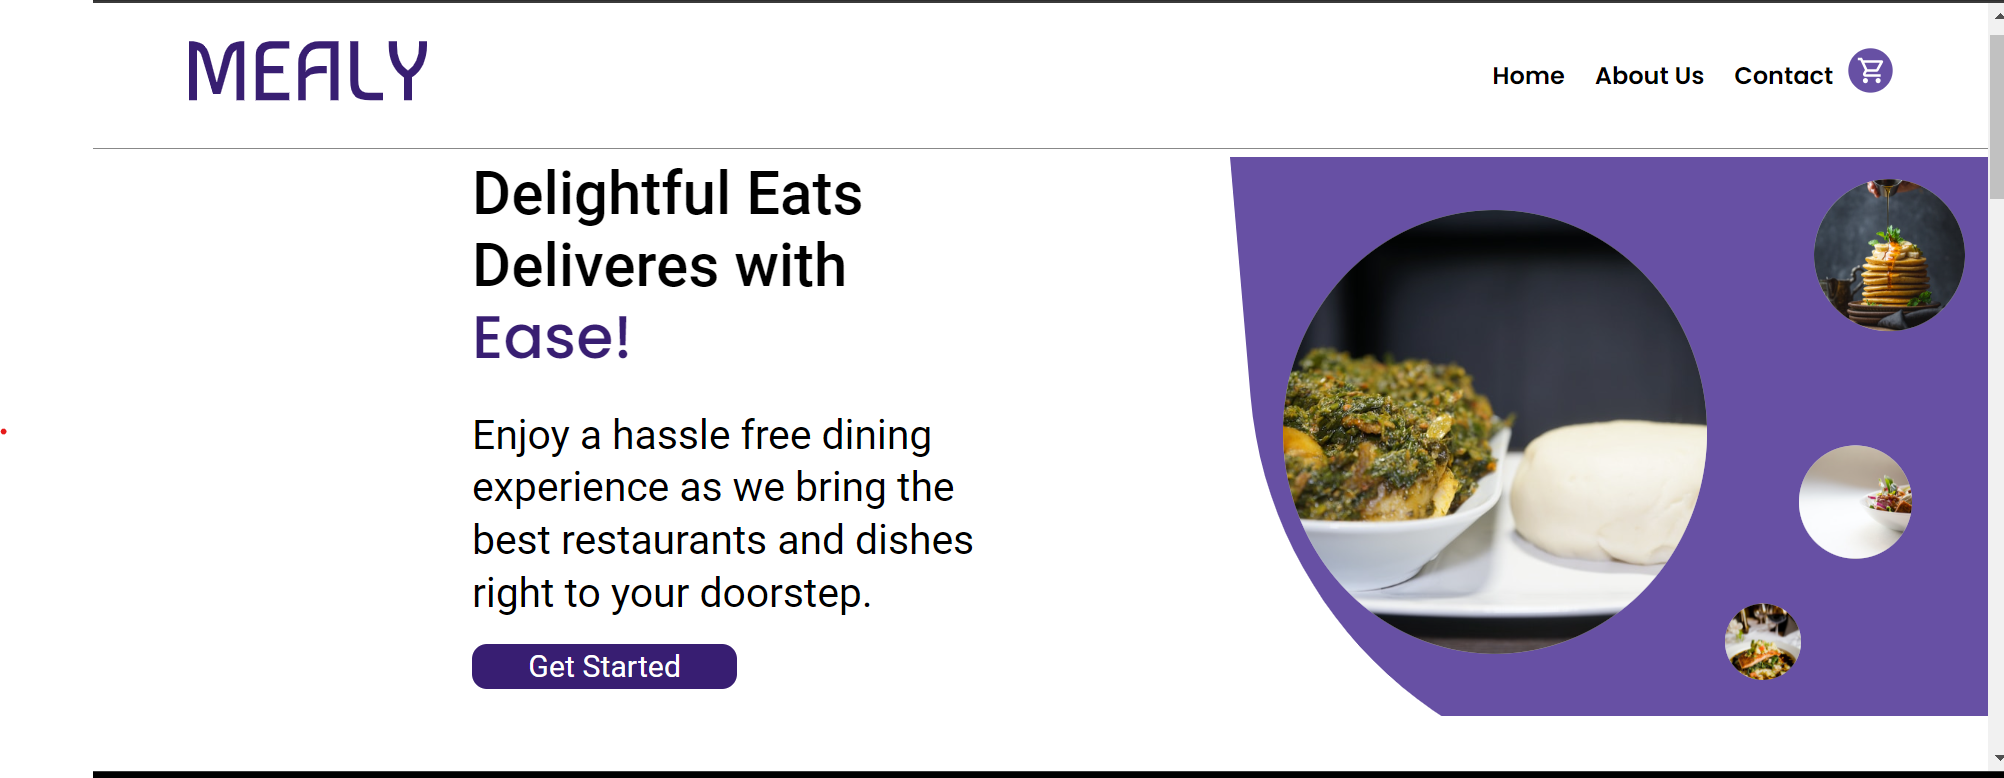 MEALY
Home About Us Contact
Delightful Eats
Deliveres with
Ease!
Enjoy a hassle free dining
experience as we bring the
best restaurants and dishes
right to your doorstep.
Get Started